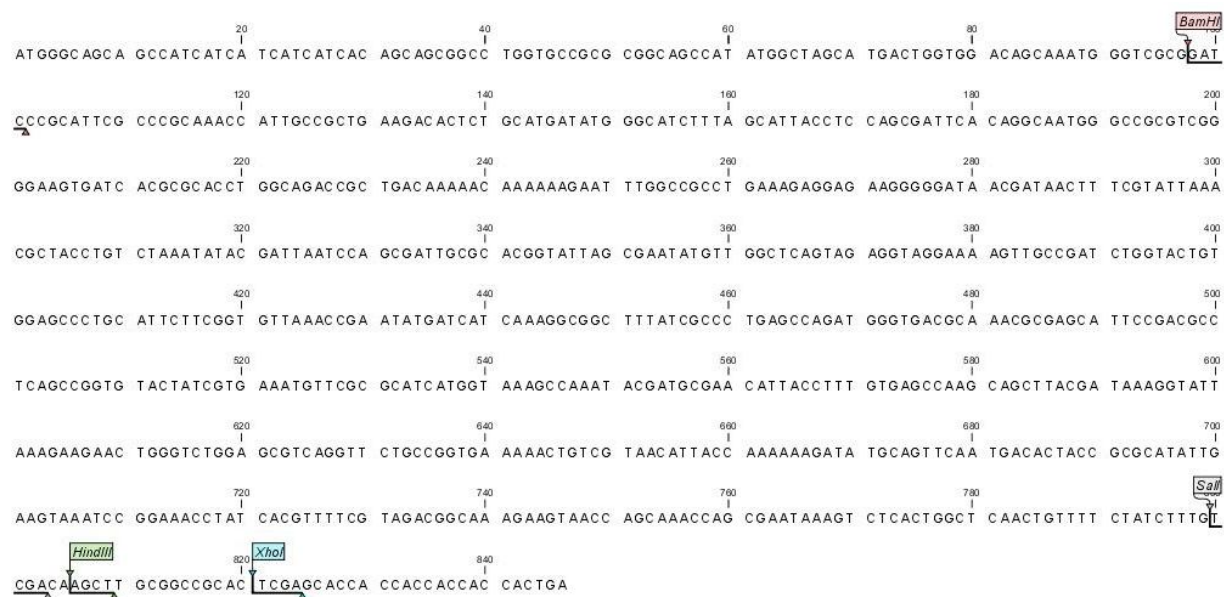 BamHI
20 40 60 80
ATGGGCAGCA GCCATCATCA TCATCATCAC AGCAGCGGCC TGGTGCCGCG CGGCAGCCAT ATGGCTAGCA TGACTGGTGG ACAGCAAATG GGTCGCGGAT
120 140 160 180 200
CCCGCATTCG CCCGCAAACC ATTGCCGCTG AAGACACTCT GCATGATATG GGCATCTTTA GCATTACCTC CAGCGATTCA CAGGCAATGG GCCGCGTCGG
220 240 260 280 300
GGAAGTGATC ACGCGCACCT GGCAGACCGC TGACAAAAAC AAAAAAGAAT TTGGCCGCCT GAAAGAGGAG AAGGGGGATA ACGATAACTT TCGTATTAAA
320 340 360 380 400
CGCTACCTGT CTAAATATAC GATTAATCCA GCGATTGCGC ACGGTATTAG CGAATATGTT GGCTCAGTAG AGGTAGGAAA AGTTGCCGAT CTGGTACTGT
420 440 460 480 500
GGAGCCCTGC ATTCTTCGGT GTTAAACCGA ATATGATCAT CAAAGGCGGC TTTATCGCCC TGAGCCAGAT GGGTGACGCA AACGCGAGCA TTCCGACGCC
520 540 560 580 600
TCAGCCGGTG TACTATCGTG AAATGTTCGC GCATCATGGT AAAGCCAAAT ACGATGCGAA CATTACCTTT GTGAGCCAAG CAGCTTACGA TAAAGGTATT
620 640 660 680 700
AAAGAAGAAC TGGGTCTGGA GCGTCAGGTT CTGCCGGTGA AAAACTGTCG TAACATTACC AAAAAAGATA TGCAGTTCAA TGACACTACC GCGCATATTG
SalI
720 740 760 780
AAGTAAATCC GGAAACCTAT CACGTTTTCG TAGACGGCAA AGAAGTAACC AGCAAACCAG CGAATAAAGT CTCACTGGCT CAACTGTTTT CTATCTTTGT
HindIII XhoI
820 840
CGACAAGCTT GCGGCCGCAC TCGAGCACCA CCACCACCAC CACTGA